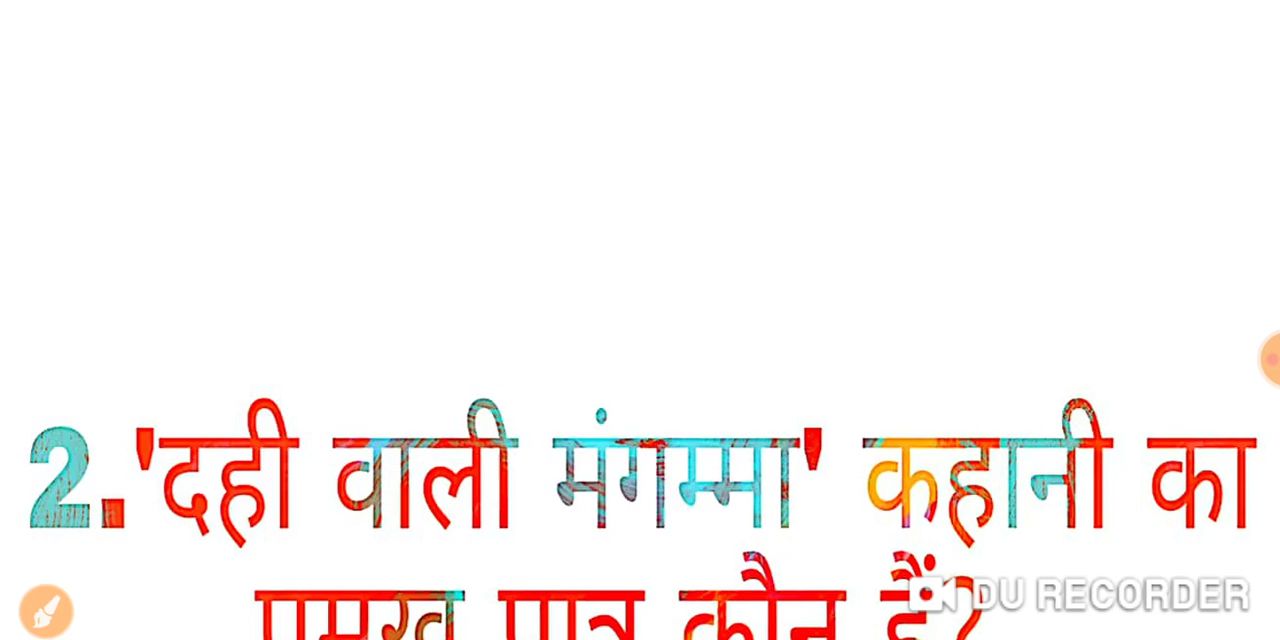 2.'दही वाली मंगम्मा' कहानी का
प्रमुख पात्र कौन हैं?
DU RECORDER